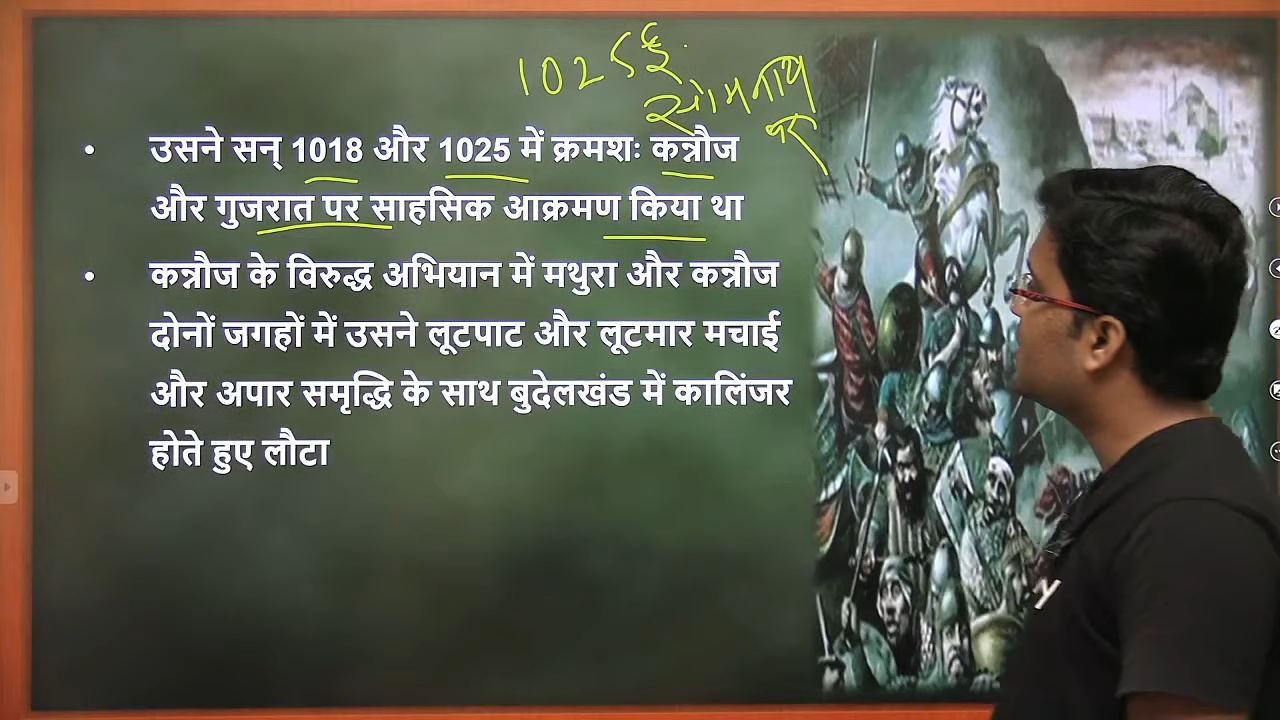 1025 ई.
सोमनाथ
पर
• उसने सन् 1018 और 1025 में क्रमशः कन्नौज
और गुजरात पर साहसिक आक्रमण किया था
• कन्नौज के विरुद्ध अभियान में मथुरा और कन्नौज
दोनों जगहों में उसने लूटपाट और लूटमार मचाई
और अपार समृद्धि के साथ बुदेलखंड में कालिंजर
होते हुए लौटा